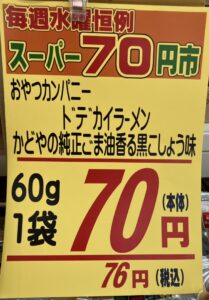 毎週水曜恒例
スーパー70円市
おやつカンパニー
ドデカイラーメン
かどやの純正ごま油香る黒こしょう味
60g
1袋
70円
(本体)
76円(税込)